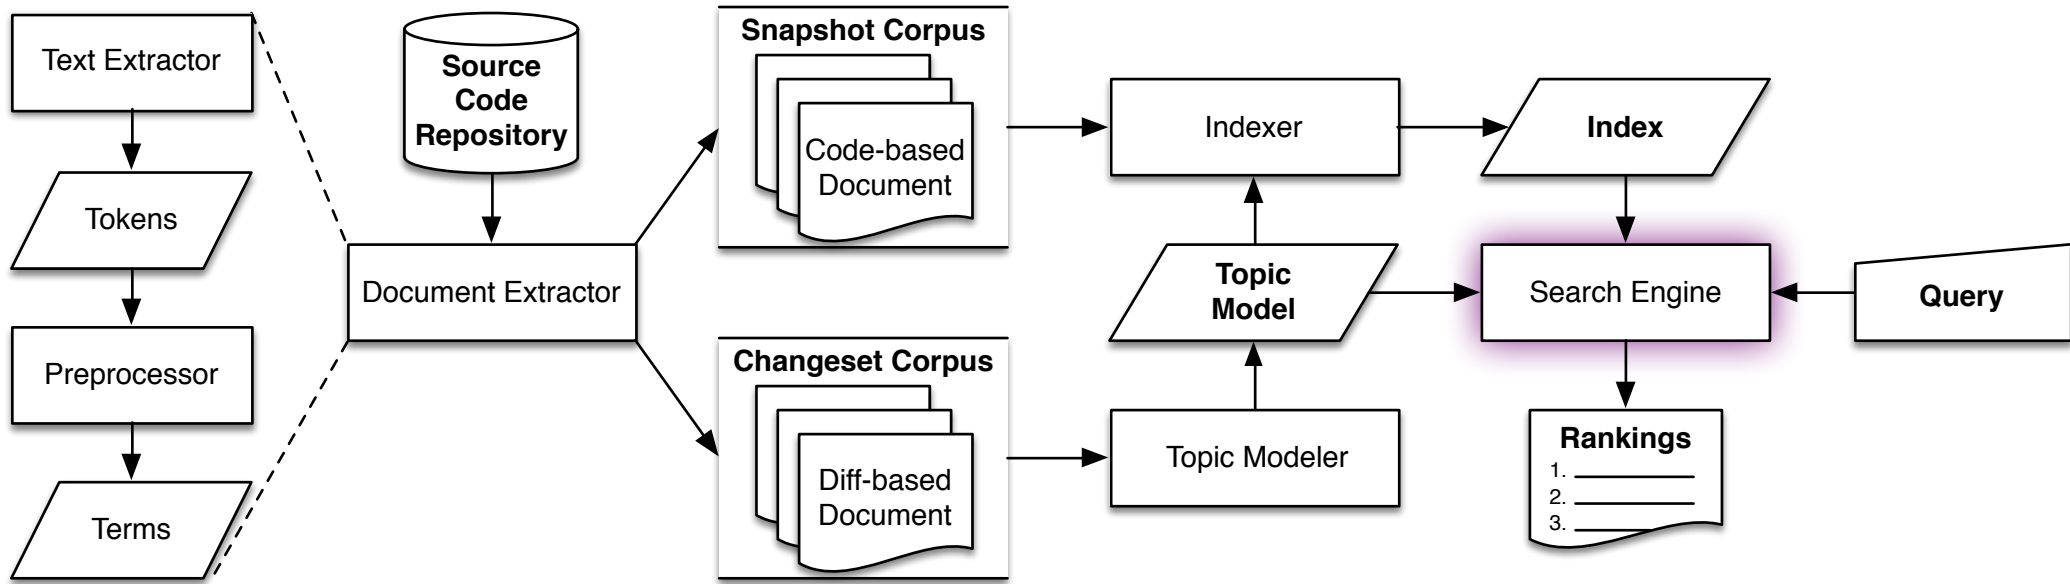 Text Extractor
Tokens
Preprocessor
Terms
Source
Code
Repository
Document Extractor
Snapshot Corpus
Code-based
Document
Changeset Corpus
Diff-based
Document
Indexer
Topic
Model
Topic Modeler
Index
Search Engine
Query
Rankings
1.
2.
3.